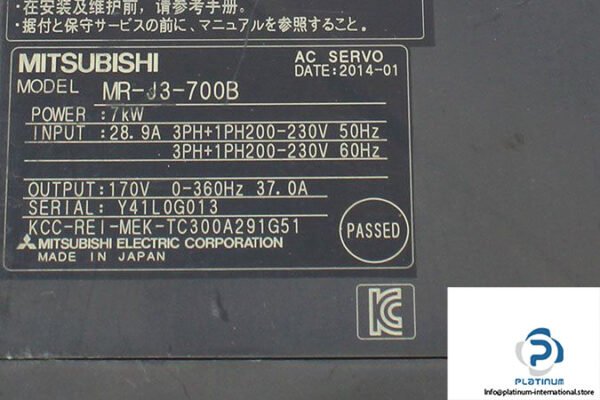 ・在安装及维护前，请参考手册。
・据付と保守サービスの前に、マニュアルを参照すること。
MITSUBISHI
AC SERVO
DATE:2014-01
MODEL MR-J3-700B
POWER :7kW
INPUT :28.9A 3PH+1PH200-230V 50Hz
3PH+1PH200-230V 60Hz
OUTPUT:170V 0-360Hz 37.0A
SERIAL: Y41L0G013
KCC-REI-MEK-TC300A291G51
MITSUBISHI ELECTRIC CORPORATION
MADE IN JAPAN
PASSED
PLATINUM
info@platinum-international.store